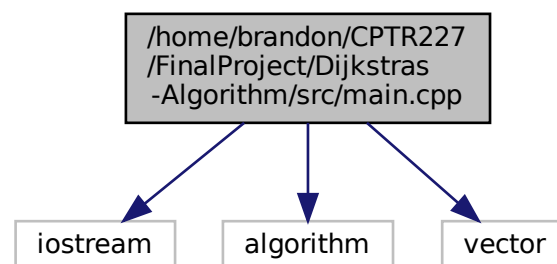 /home/brandon/CPTR227
/FinalProject/Dijkstras
-Algorithm/src/main.cpp
iostream
algorithm
vector